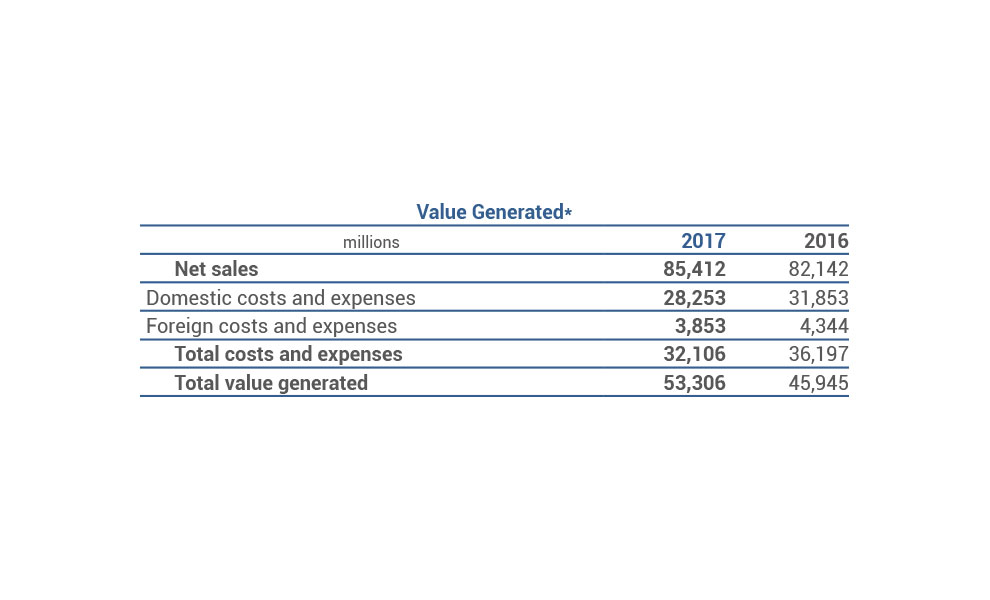 Value Generated*
millions 2017 2016
Net sales 85,412 82,142
Domestic costs and expenses 28,253 31,853
Foreign costs and expenses 3,853 4,344
Total costs and expenses 32,106 36,197
Total value generated 53,306 45,945